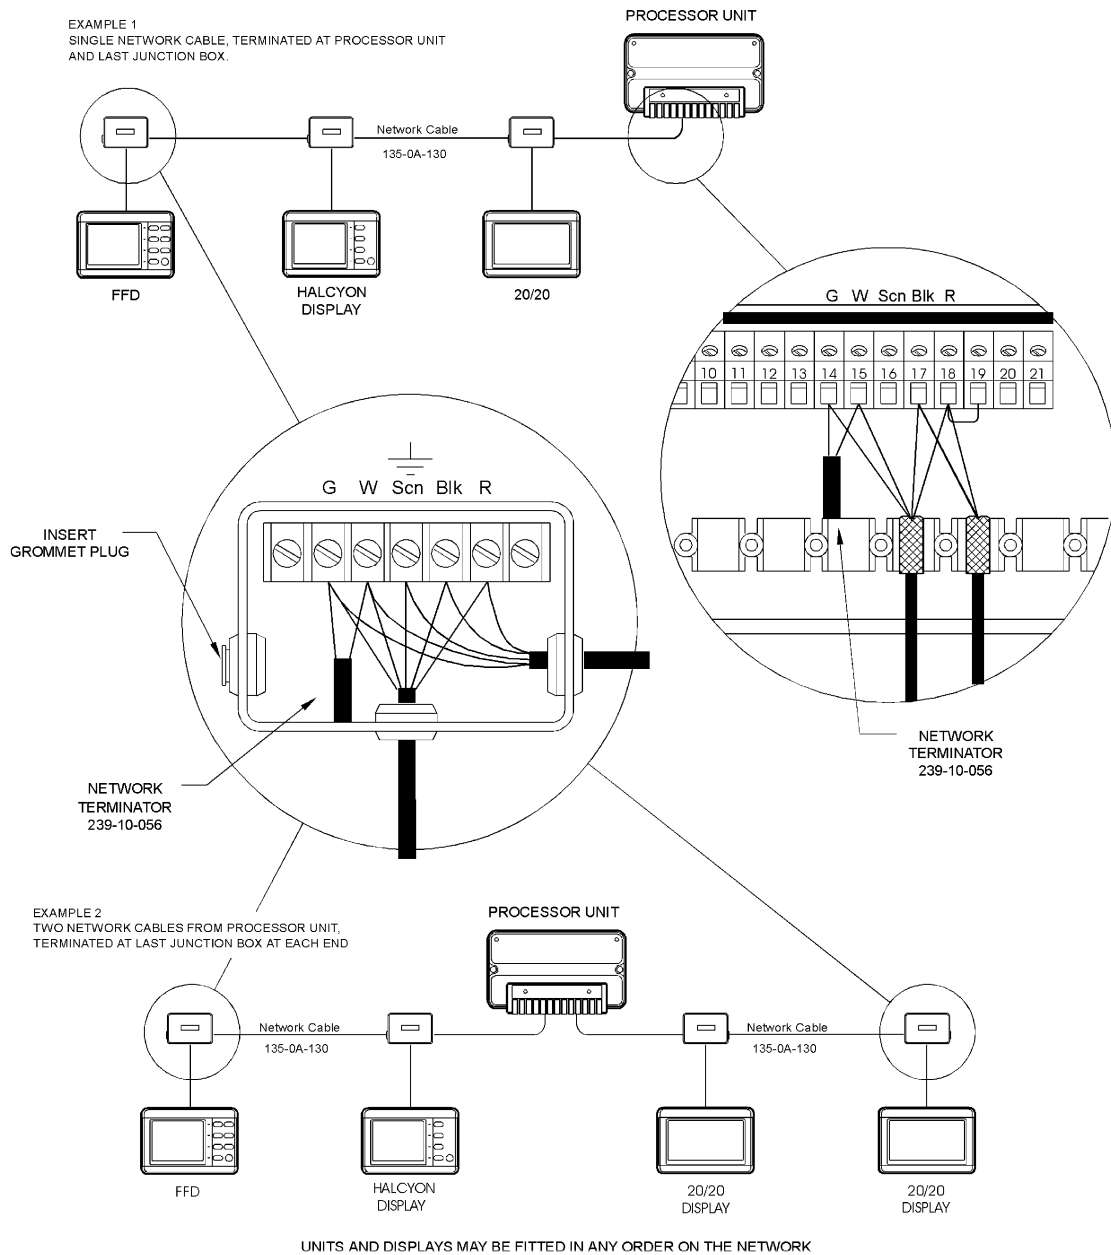 EXAMPLE 1
SINGLE NETWORK CABLE, TERMINATED AT PROCESSOR UNIT
AND LAST JUNCTION BOX.
PROCESSOR UNIT
Network Cable
135-0A-130
FFD
HALCYON
DISPLAY
20/20
G W Scn Blk R
10 11 12 13 14 15 16 17 18 19 20 21
G W Scn Blk R
INSERT
GROMMET PLUG
NETWORK
TERMINATOR
239-10-056
NETWORK
TERMINATOR
239-10-056
EXAMPLE 2
TWO NETWORK CABLES FROM PROCESSOR UNIT,
TERMINATED AT LAST JUNCTION BOX AT EACH END
PROCESSOR UNIT
Network Cable
135-0A-130
Network Cable
135-0A-130
FFD
HALCYON
DISPLAY
20/20
DISPLAY
20/20
DISPLAY
UNITS AND DISPLAYS MAY BE FITTED IN ANY ORDER ON THE NETWORK